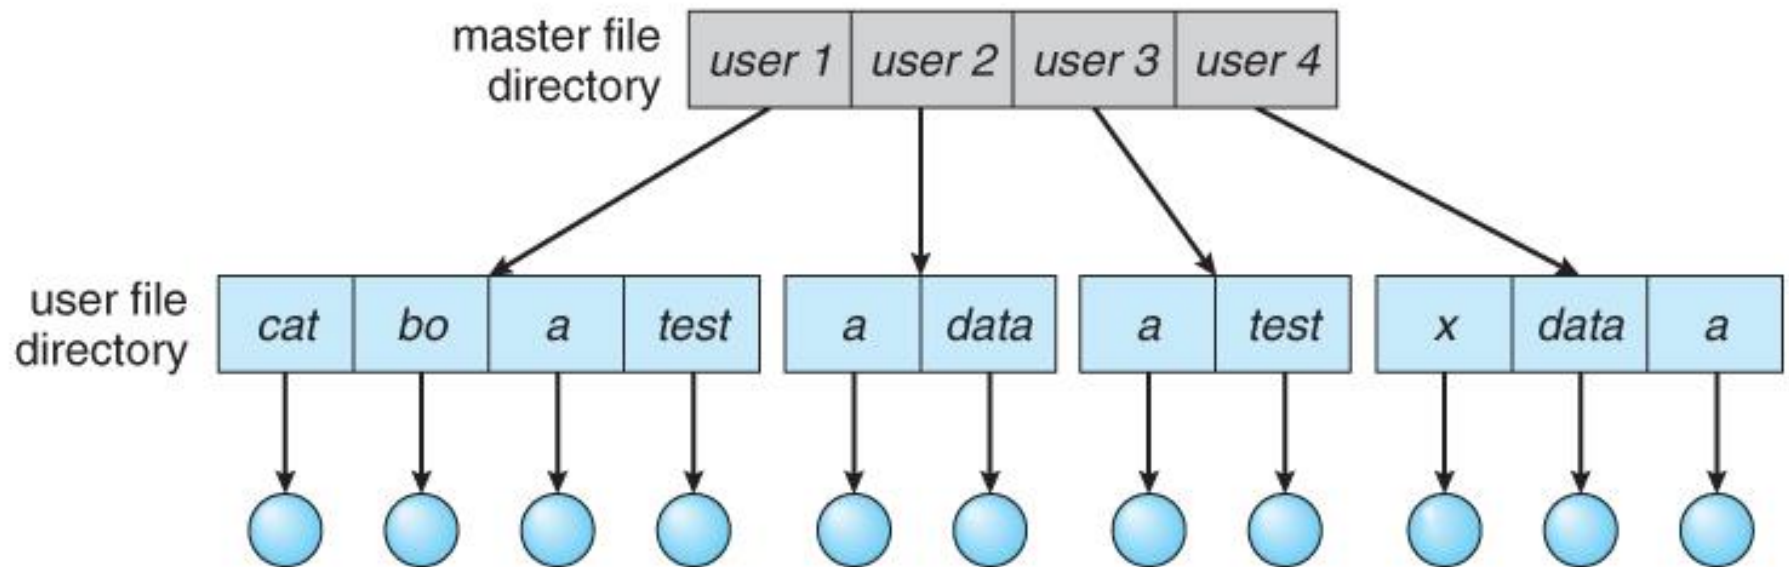 master file
directory
user 1 user 2 user 3 user 4
user file
directory
cat bo a test a data a test x data a